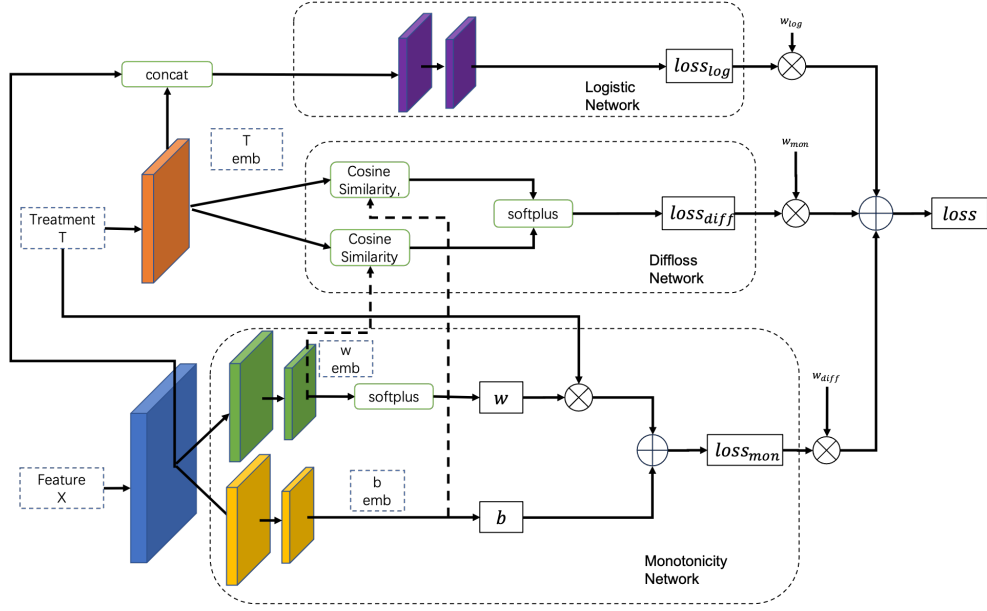 w_log
concat
loss_log
Logistic
Network
T
emb
w_mon
Cosine
Similarity,
Treatment
T
softplus
loss_diff
loss
Cosine
Similarity
Diffloss
Network
w
emb
w_diff
softplus
w
loss_mon
Feature
X
b
emb
b
Monotonicity
Network